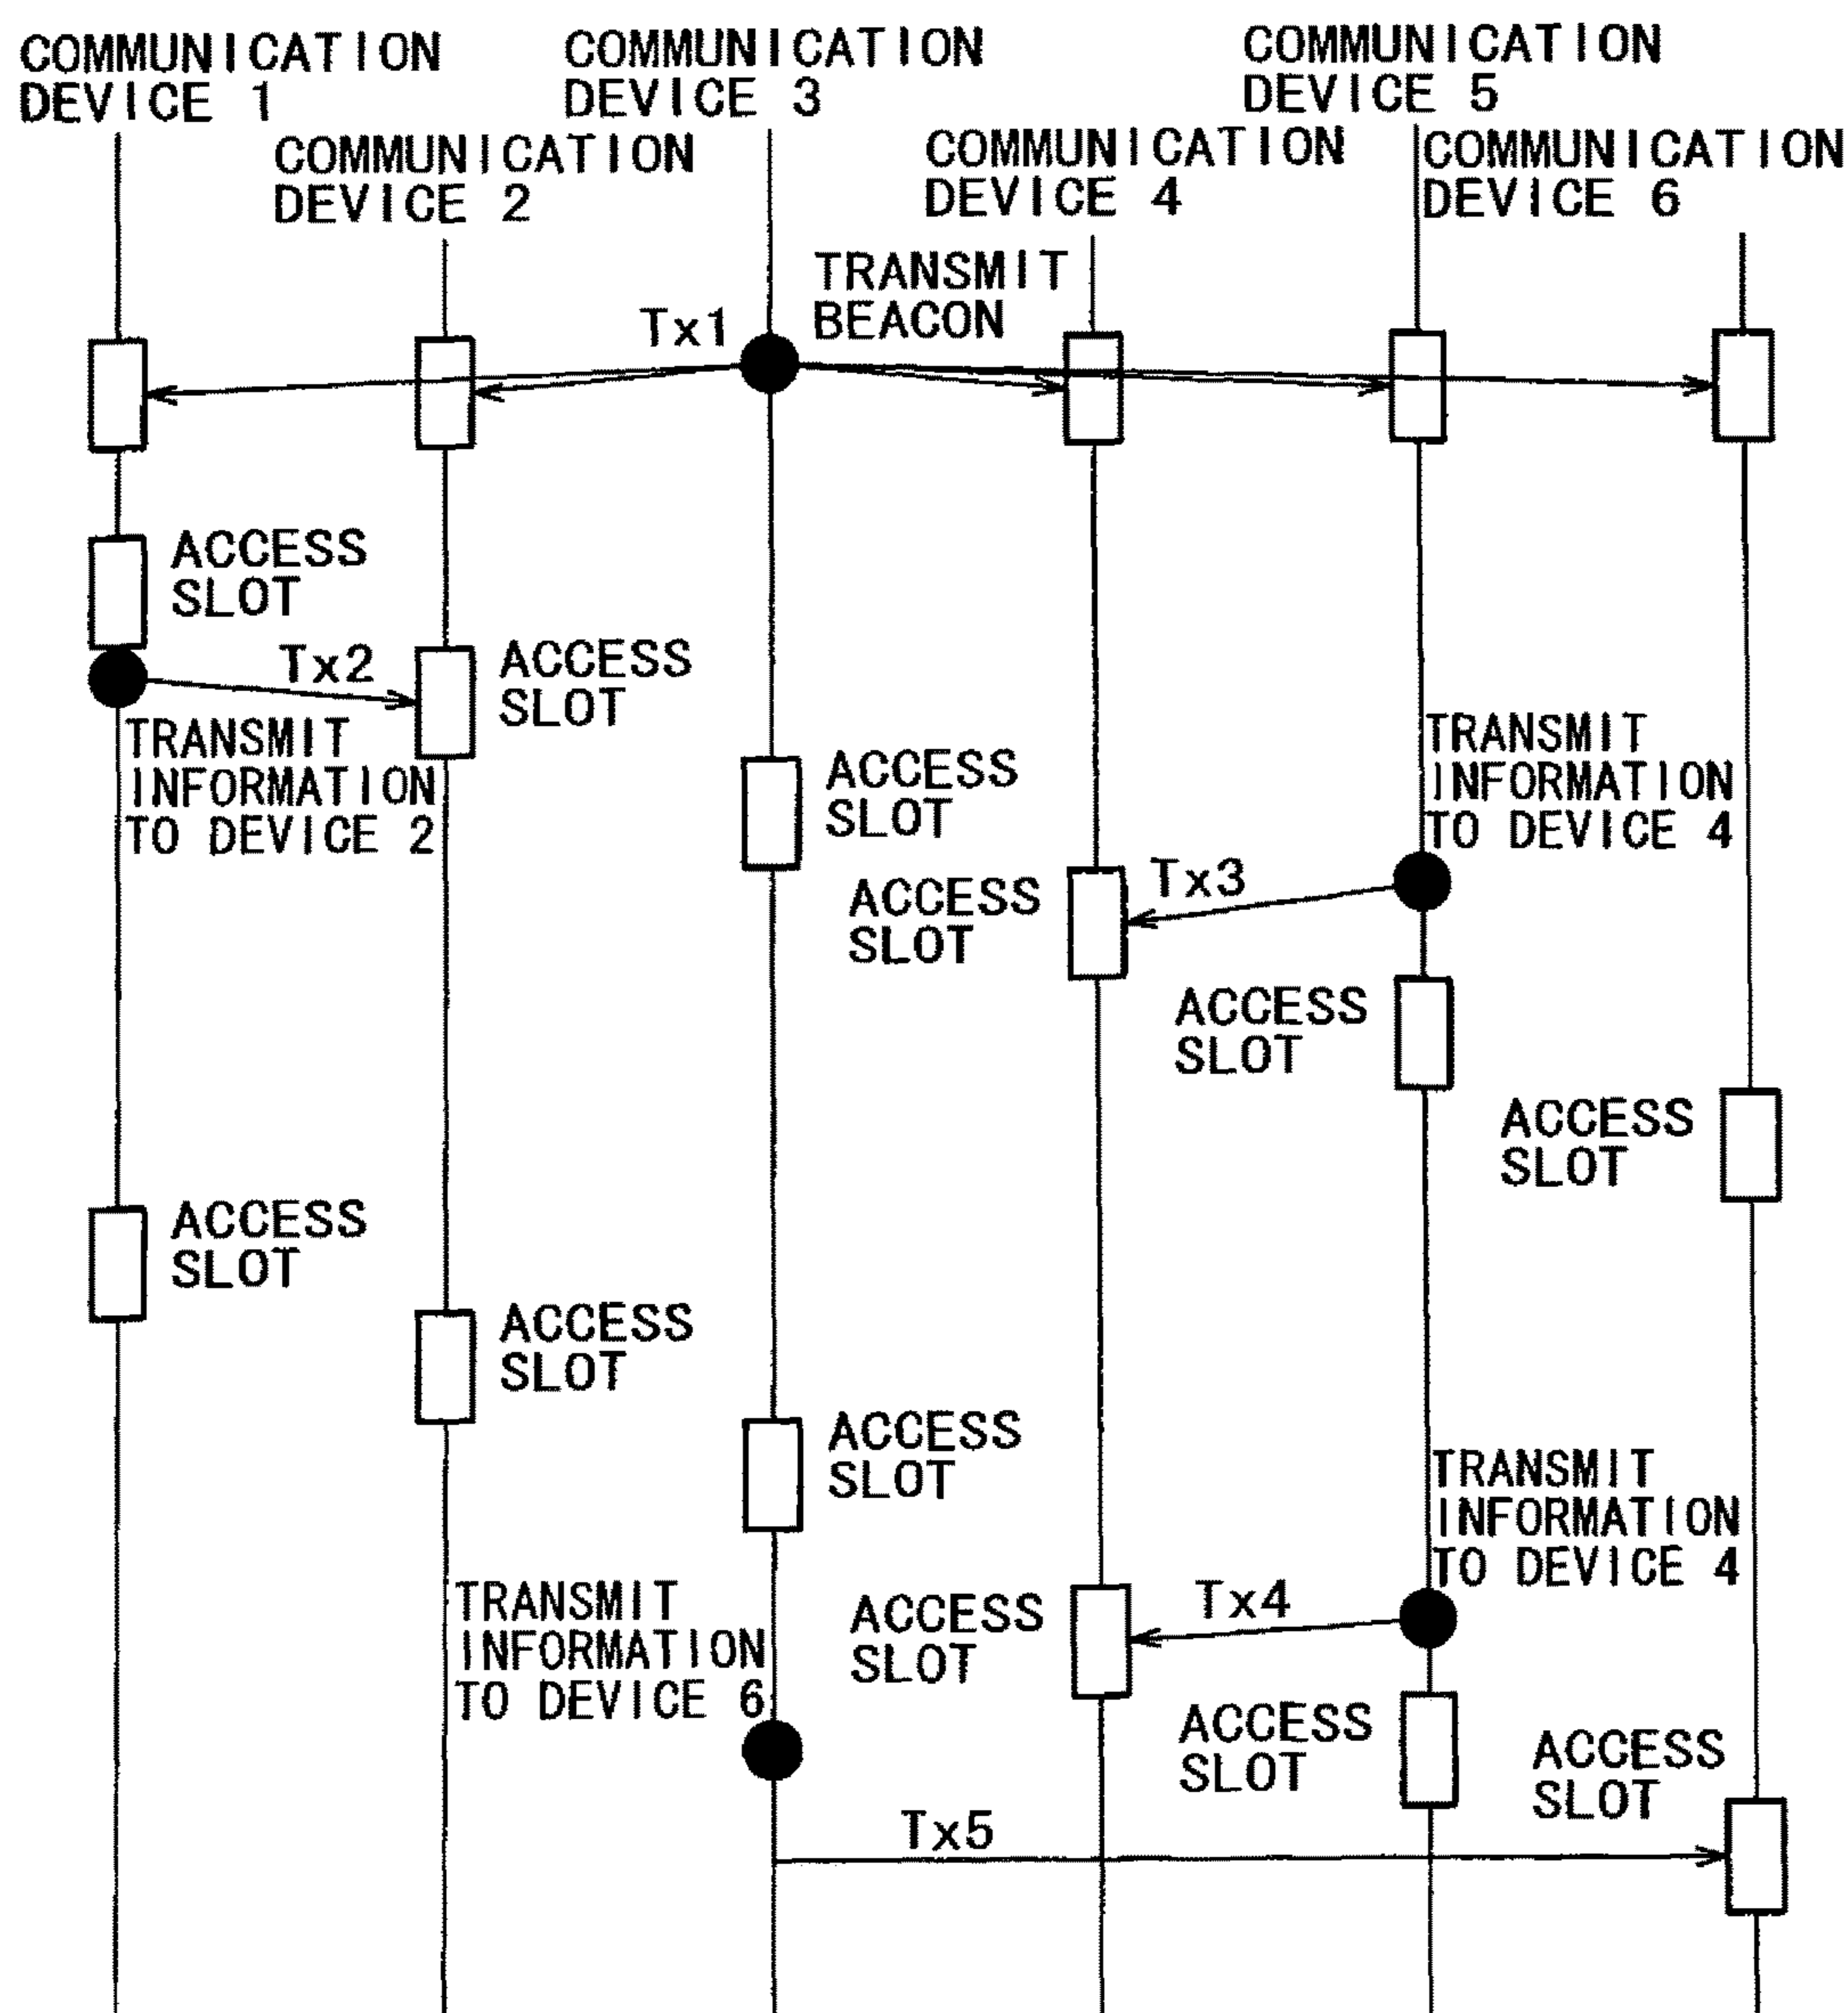 COMMUNICATION
DEVICE 1
COMMUNICATION
DEVICE 3
COMMUNICATION
DEVICE 5
COMMUNICATION
DEVICE 2
COMMUNICATION
DEVICE 4
COMMUNICATION
DEVICE 6
TRANSMIT
BEACON
Tx1
ACCESS
SLOT
Tx2
ACCESS
SLOT
TRANSMIT
INFORMATION
TO DEVICE 2
ACCESS
SLOT
TRANSMIT
INFORMATION
TO DEVICE 4
Tx3
ACCESS
SLOT
ACCESS
SLOT
ACCESS
SLOT
ACCESS
SLOT
ACCESS
SLOT
ACCESS
SLOT
TRANSMIT
INFORMATION
TO DEVICE 4
TRANSMIT
INFORMATION
TO DEVICE 6
Tx4
ACCESS
SLOT
ACCESS
SLOT
ACCESS
SLOT
Tx5